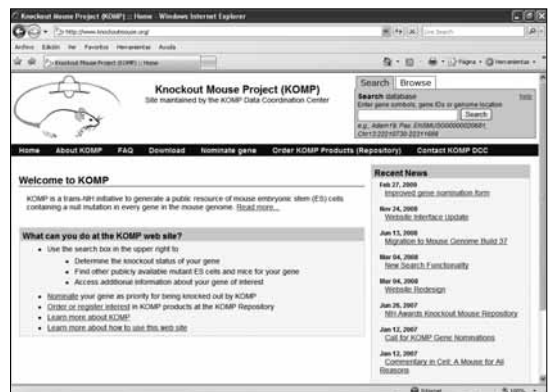 Knockout Mouse Project (KOMP) :: Home - Windows Internet Explorer
http://www.knockoutmouse.org/
Live Search
Archivo Edición Ver Favoritos Herramientas Ayuda
Knockout Mouse Project (KOMP) :: Home
Página Herramientas
Knockout Mouse Project (KOMP)
Site maintained by the KOMP Data Coordination Center
Search Browse
Search database help
Enter gene symbols, gene IDs or genome location
Search
e.g., Adam19, Pax,
Home About KOMP FAQ Download Nominate gene Order KOMP Products (Repository) Contact KOMP DCC
Welcome to KOMP
KOMP is a trans-NIH initiative to generate a public resource of mouse embryonic stem (ES) cells
containing a null mutation in every gene in the mouse genome. Read more...
What can you do at the KOMP web site?
Use the search box in the upper right to
Determine the knockout status of your gene
Find other publicly available mutant ES cells and mice for your gene
Access additional information about your gene of interest
Nominate your gene as priority for being knocked out by KOMP
Order or register interest in KOMP products at the KOMP Repository
Learn more about KOMP
Learn more about how to use this web site
Recent News
Feb 27, 2009
Improved gene nomination form
Nov 24, 2008
Website Interface Update
Jun 13, 2008
Migration to Mouse Genome Build 37
Mar 04, 2008
New Search Functionality
Mar 04, 2008
Website Redesign
Jun 26, 2007
NIH Awards Knockout Mouse Repository
Jan 12, 2007
Call for KOMP Gene Nominations
Jan 12, 2007
Commentary in Cell: A Mouse for All
Reasons
Internet 100%